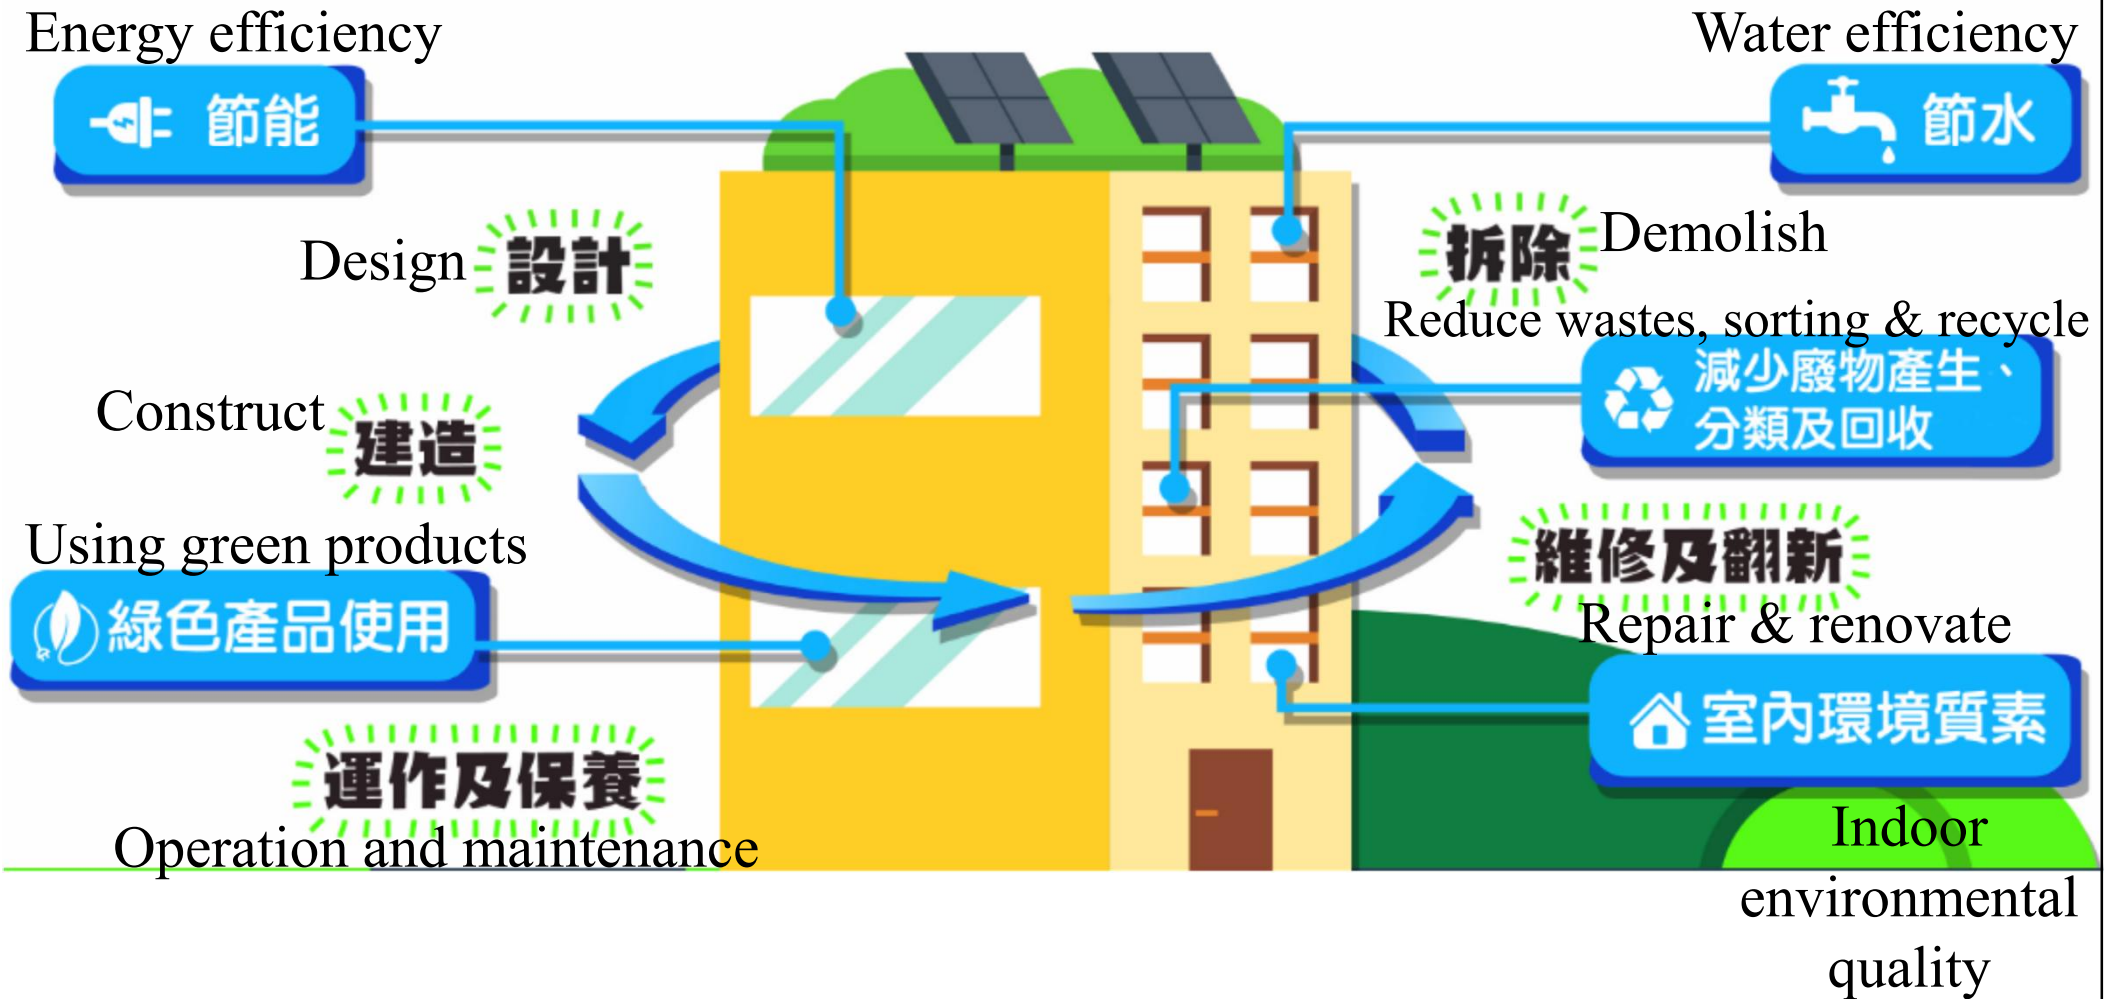 Energy efficiency
節能
Water efficiency
節水
Design 設計
拆除 Demolish
Reduce wastes, sorting & recycle
減少廢物產生、
分類及回收
Construct 建造
Using green products
綠色產品使用
維修及翻新
Repair & renovate
室內環境質素
運作及保養
Operation and maintenance
Indoor
environmental
quality